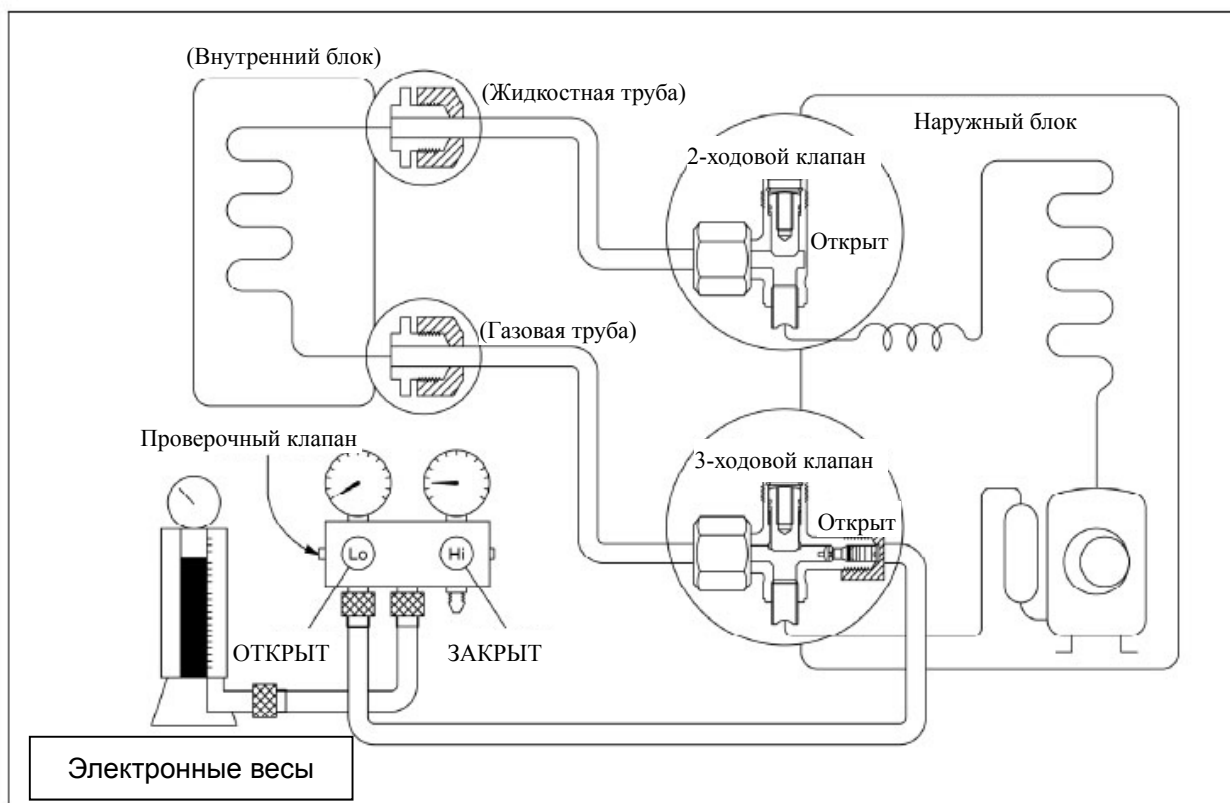 (Внутренний блок)
(Жидкостная труба)
Наружный блок
2-ходовой клапан
Открыт
(Газовая труба)
Проверочный клапан
3-ходовой клапан
Открыт
Lo
Hi
ОТКРЫТ
ЗАКРЫТ
Электронные весы